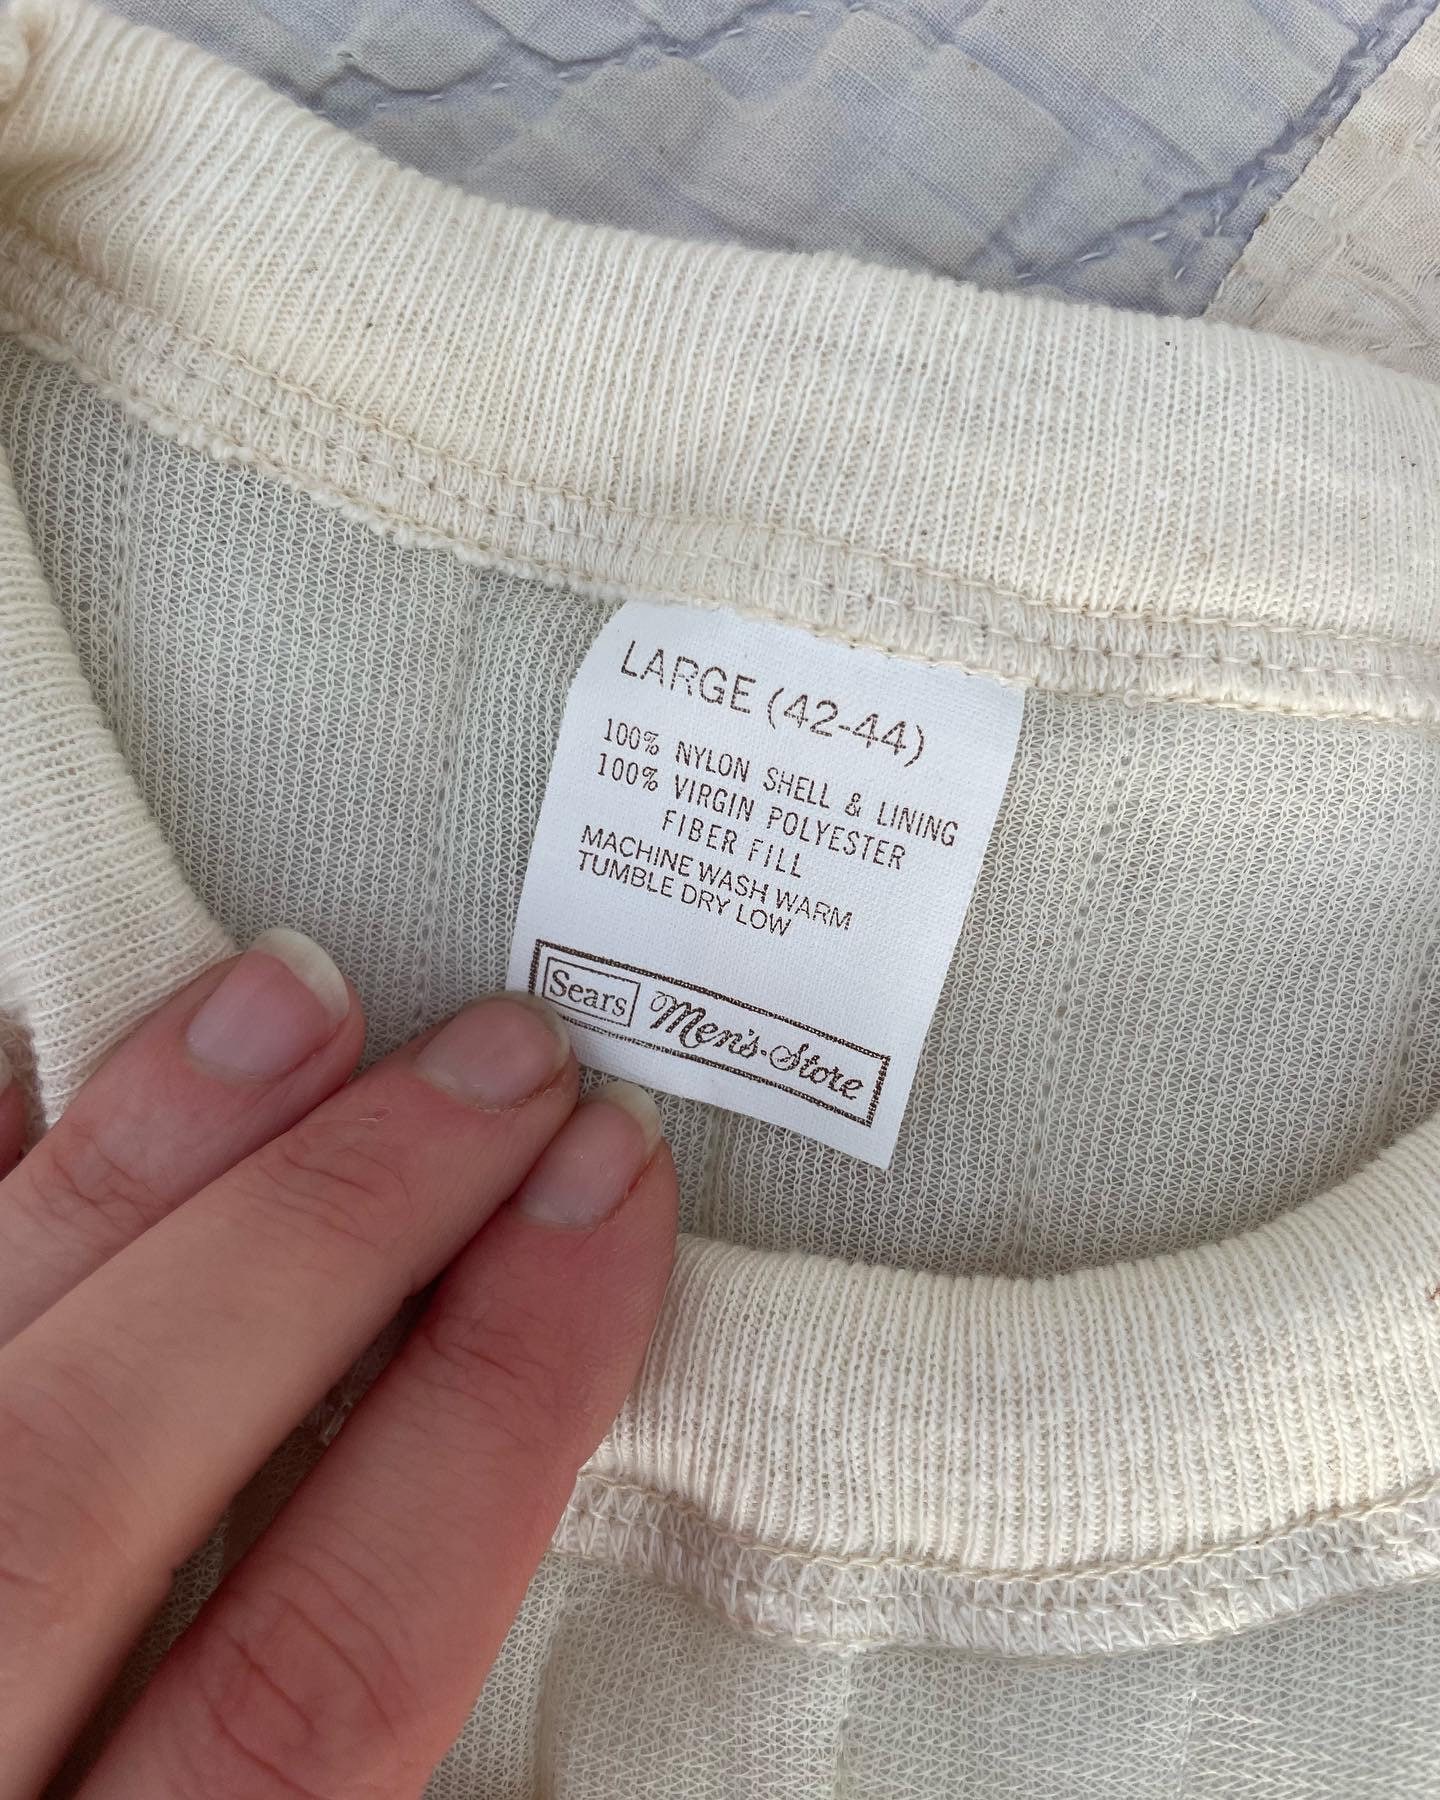 LARGE (42-44)
100% NYLON SHELL & LINING
100% VIRGIN POLYESTER
FIBER FILL
MACHINE WASH WARM
TUMBLE DRY LOW
Sears Men's Store